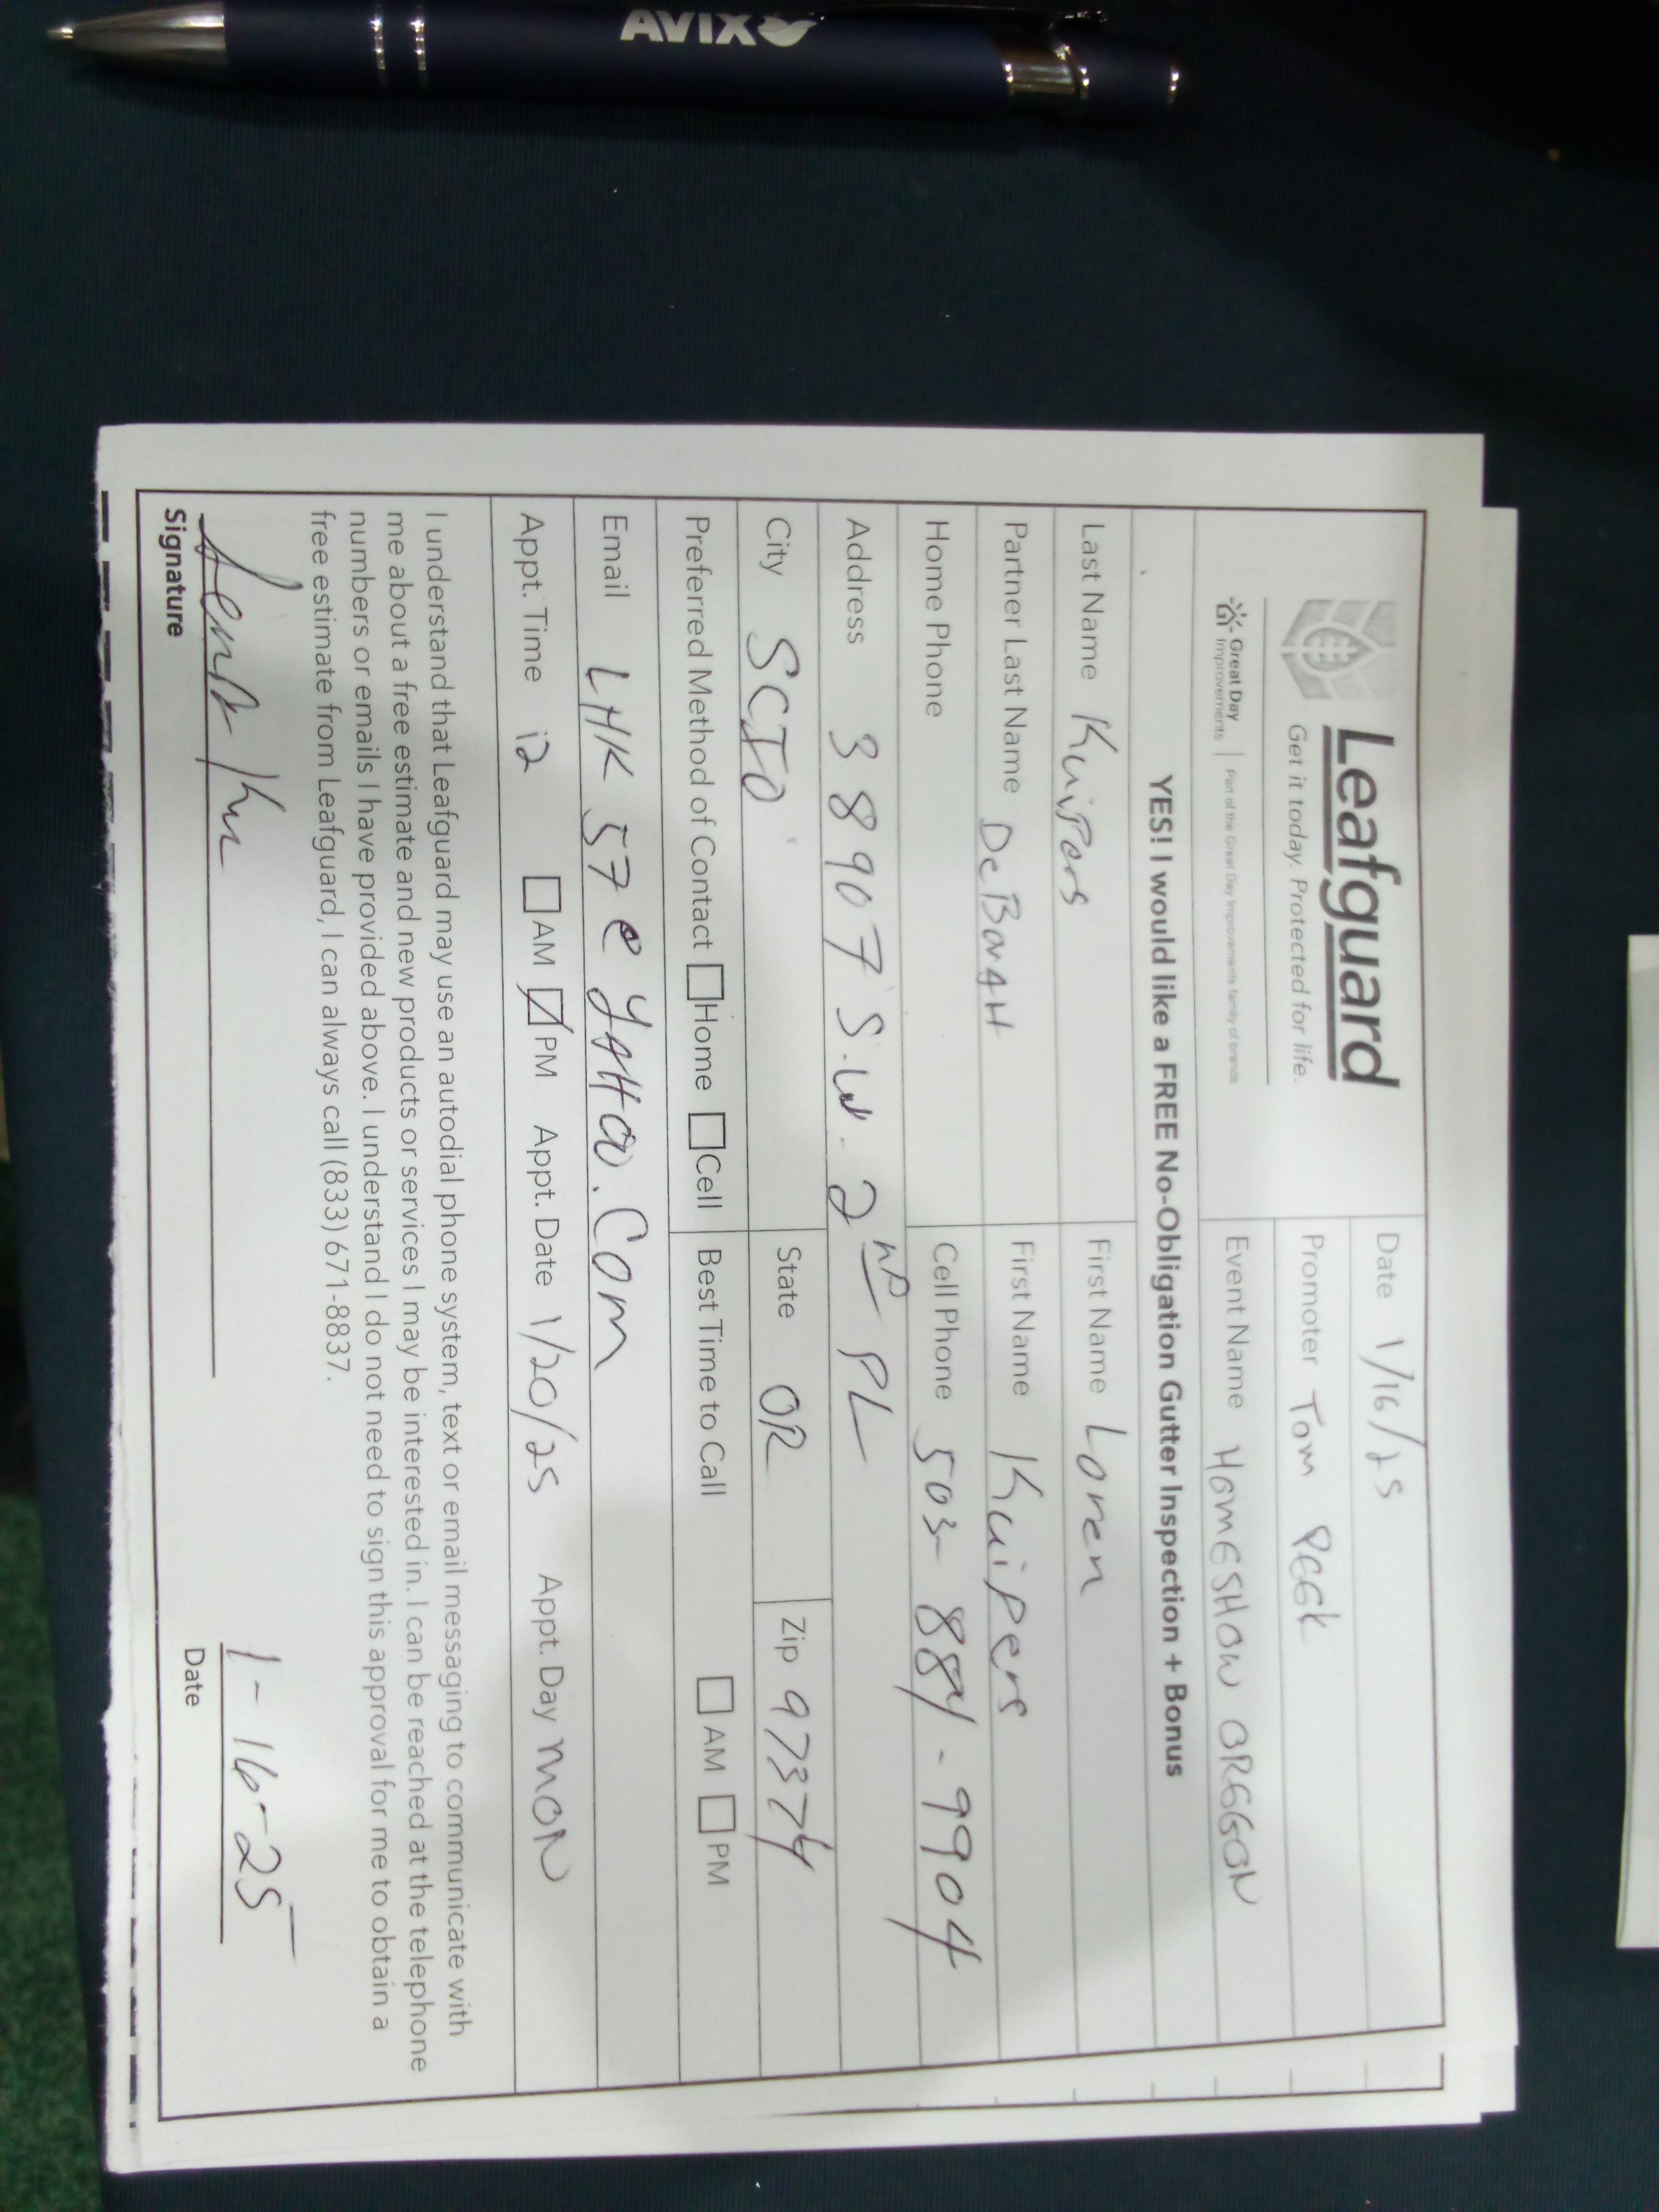 AVIX
Leafguard
Get it today. Protected for life.
Great Day Improvements | Part of the Great Day Improvements family of brands
Date 1/16/25
Promoter Tom PEEK
Event Name HOMESHOW OREGON
YES! I would like a FREE No-Obligation Gutter Inspection + Bonus
Last Name Kuipers First Name Loren
Partner Last Name DeBorAH First Name Kuipers
Home Phone Cell Phone 503-884-9904
Address 38907 S.W. 2ND PL
City SCIO State OR Zip 97374
Preferred Method of Contact Home Cell Best Time to Call AM PM
Email LHK57@YAHOO.COM
Appt. Time 12 AM PM Appt. Date 1/20/25 Appt. Day MON
I understand that Leafguard may use an autodial phone system, text or email messaging to communicate with
me about a free estimate and new products or services I may be interested in. I can be reached at the telephone
numbers or emails I have provided above. I understand I do not need to sign this approval for me to obtain a
free estimate from Leafguard, I can always call (833) 671-8837.
1-16-25
Signature Date